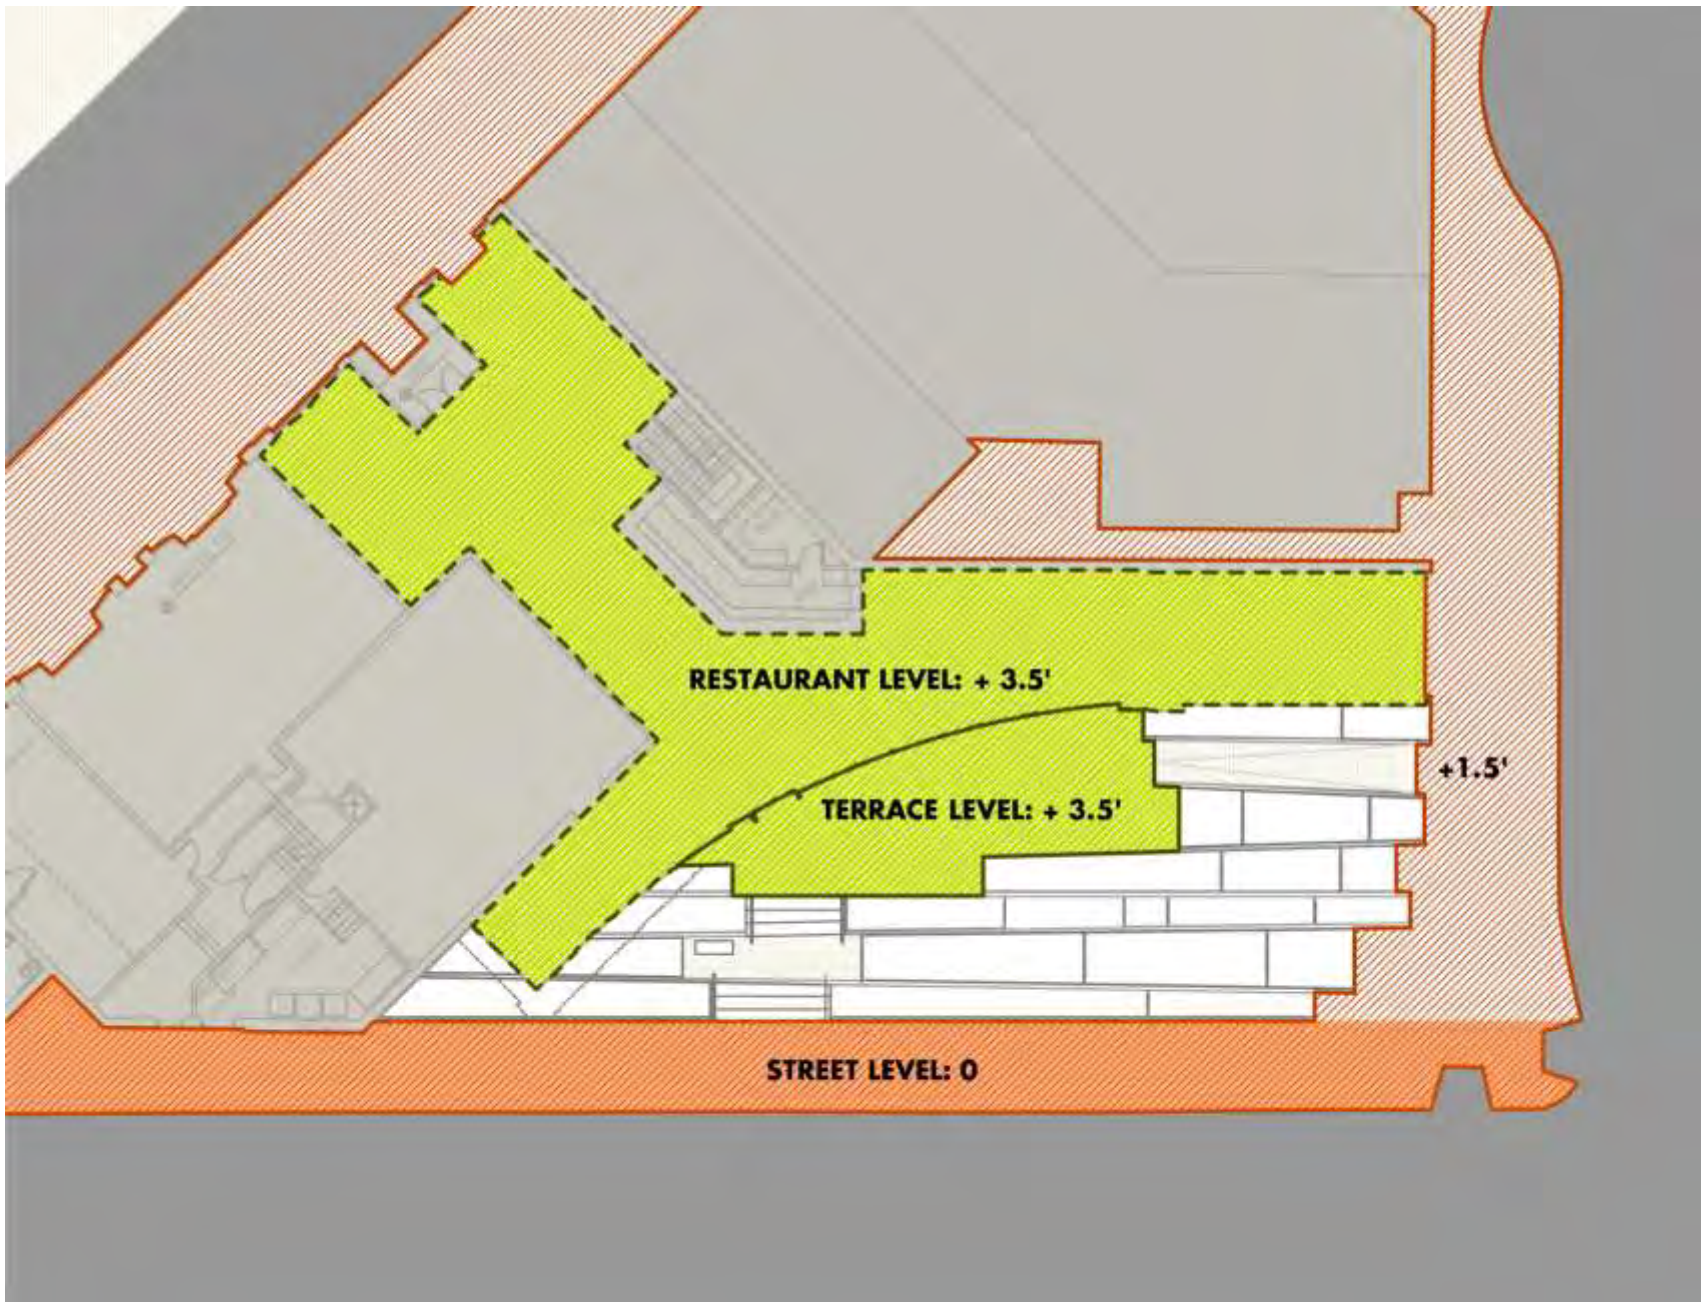 RESTAURANT LEVEL: + 3.5'
+1.5'
TERRACE LEVEL: + 3.5'
STREET LEVEL: 0